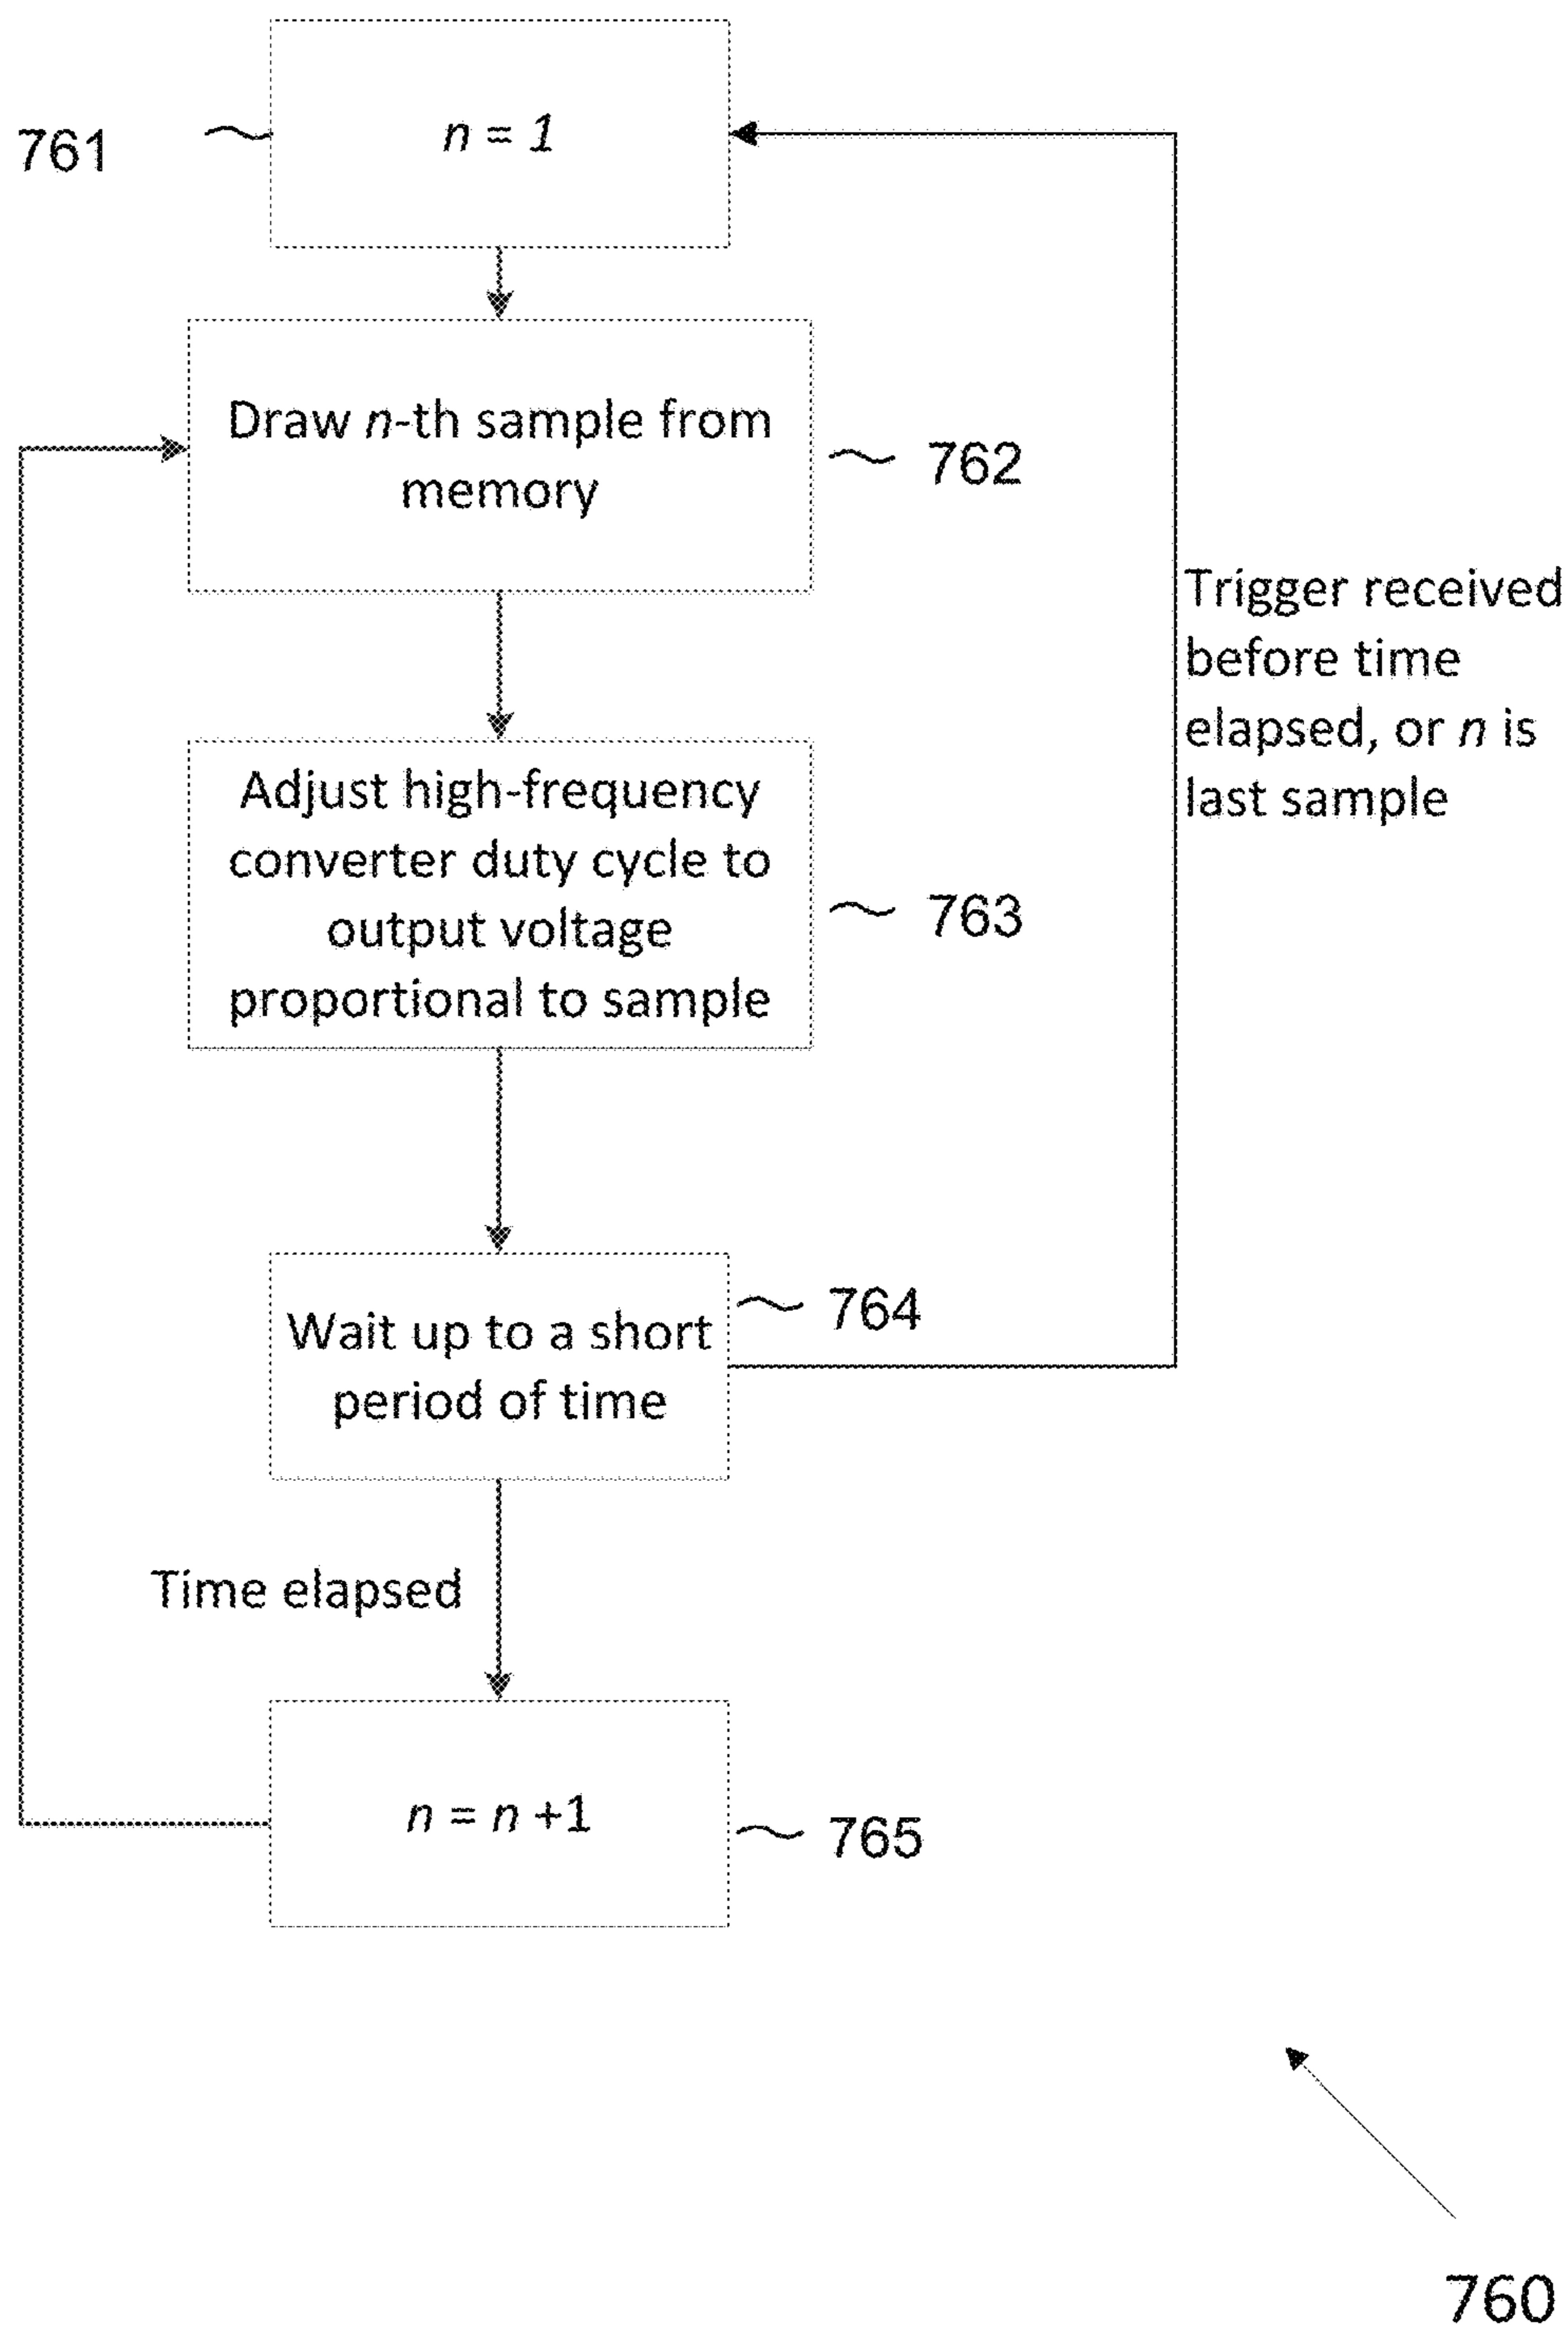 761
n = 1
Draw n-th sample from
memory
762
Trigger received
before time
elapsed, or n is
last sample
Adjust high-frequency
converter duty cycle to
output voltage
proportional to sample
763
Wait up to a short
period of time
764
Time elapsed
n = n +1
765
760